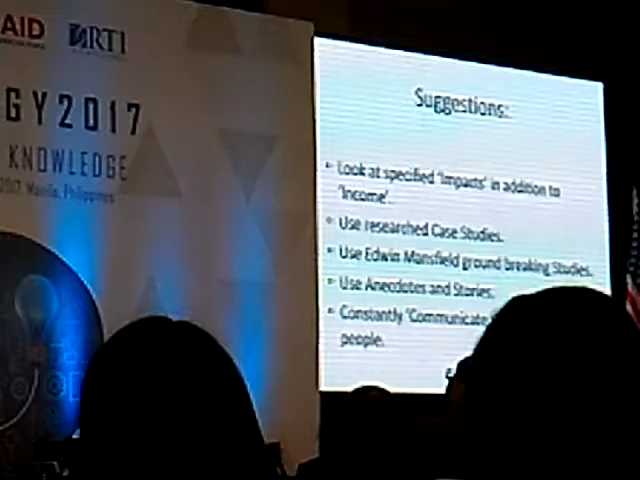 AID
RTI
GY2017
KNOWLEDGE
2017 Manila, Philippines
Suggestions:
• Look at specified 'Impacts' in addition to
'Income'.
• Use researched Case Studies.
• Use Edwin Mansfield ground breaking Studies.
• Use Anecdotes and Stories.
• Constantly 'Communicate
people.